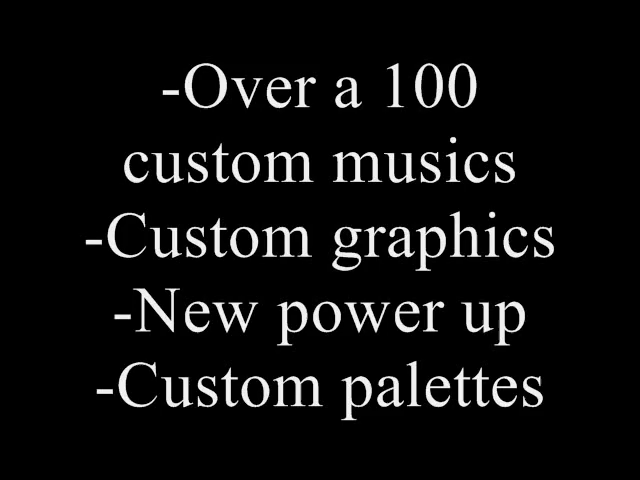 -Over a 100
custom musics
-Custom graphics
-New power up
-Custom palettes